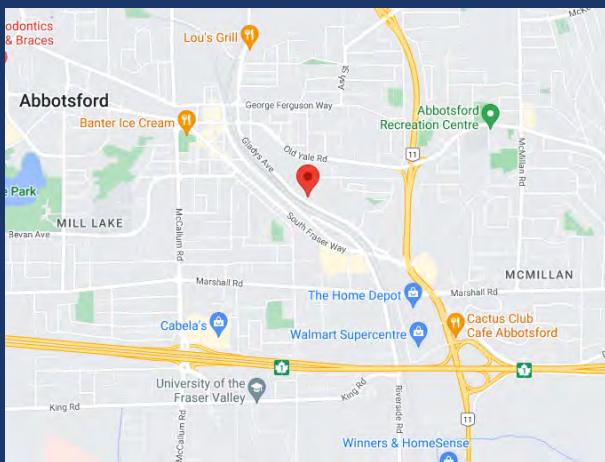 odontics
& Braces
Lou's Grill
Asy St
McMillan Rd
Abbotsford
Banter Ice Cream
George Ferguson Way
Abbotsford
Recreation Centre
Old Yale Rd
Gladys Ave
11
e Park
MILL LAKE
Bevan Ave
McCallum Rd
South Fraser Way
MCMILLAN
Marshall Rd
The Home Depot
Marshall Rd
Cabela's
Walmart Supercentre
Cactus Club
Cafe Abbotsford
1
1
University of the
Fraser Valley
King Rd
King Rd
McCallum Rd
Riverside Rd
11
Winners & HomeSense